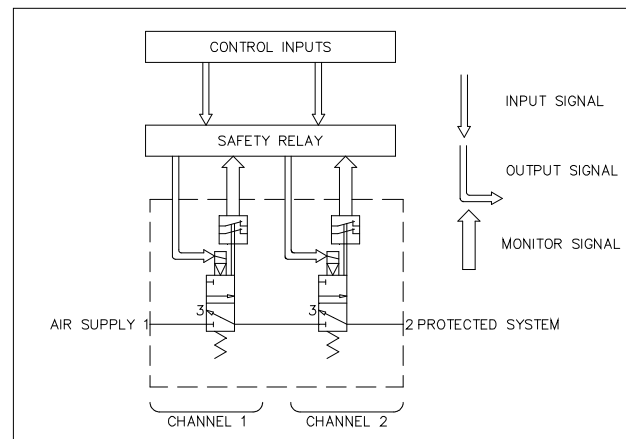 CONTROL INPUTS
INPUT SIGNAL
SAFETY RELAY
OUTPUT SIGNAL
MONITOR SIGNAL
3
3
AIR SUPPLY 1
2 PROTECTED SYSTEM
CHANNEL 1
CHANNEL 2